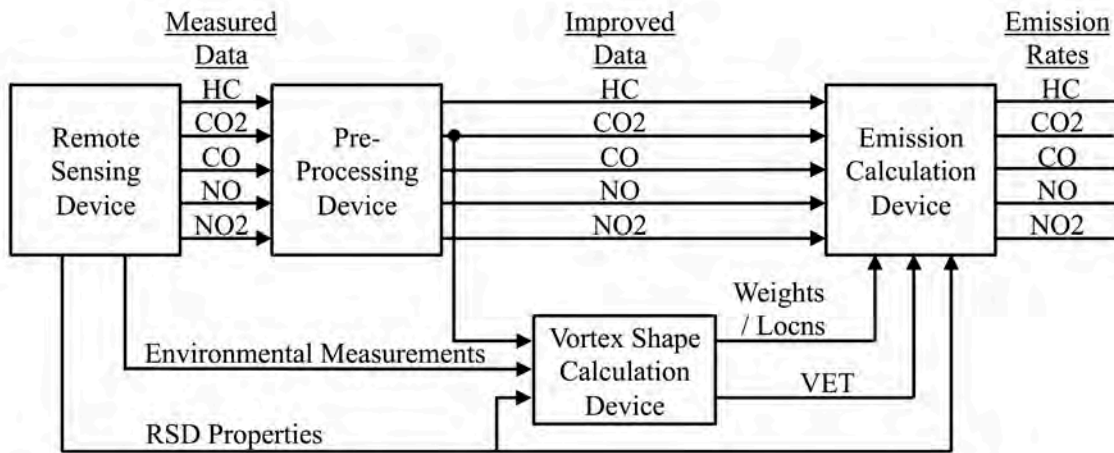 Measured
Data
Improved
Data
Emission
Rates
Remote
Sensing
Device
HC
CO2
CO
NO
NO2
Pre-
Processing
Device
HC
CO2
CO
NO
NO2
Emission
Calculation
Device
HC
CO2
CO
NO
NO2
Environmental Measurements
RSD Properties
Vortex Shape
Calculation
Device
Weights
/ Locns
VET